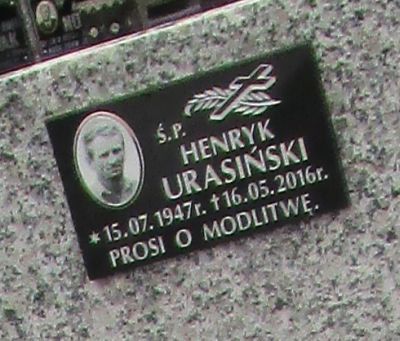 Ś.P.
HENRYK
URASIŃSKI
*15.07.1947r. †16.05.2016r.
PROSI O MODLITWĘ.